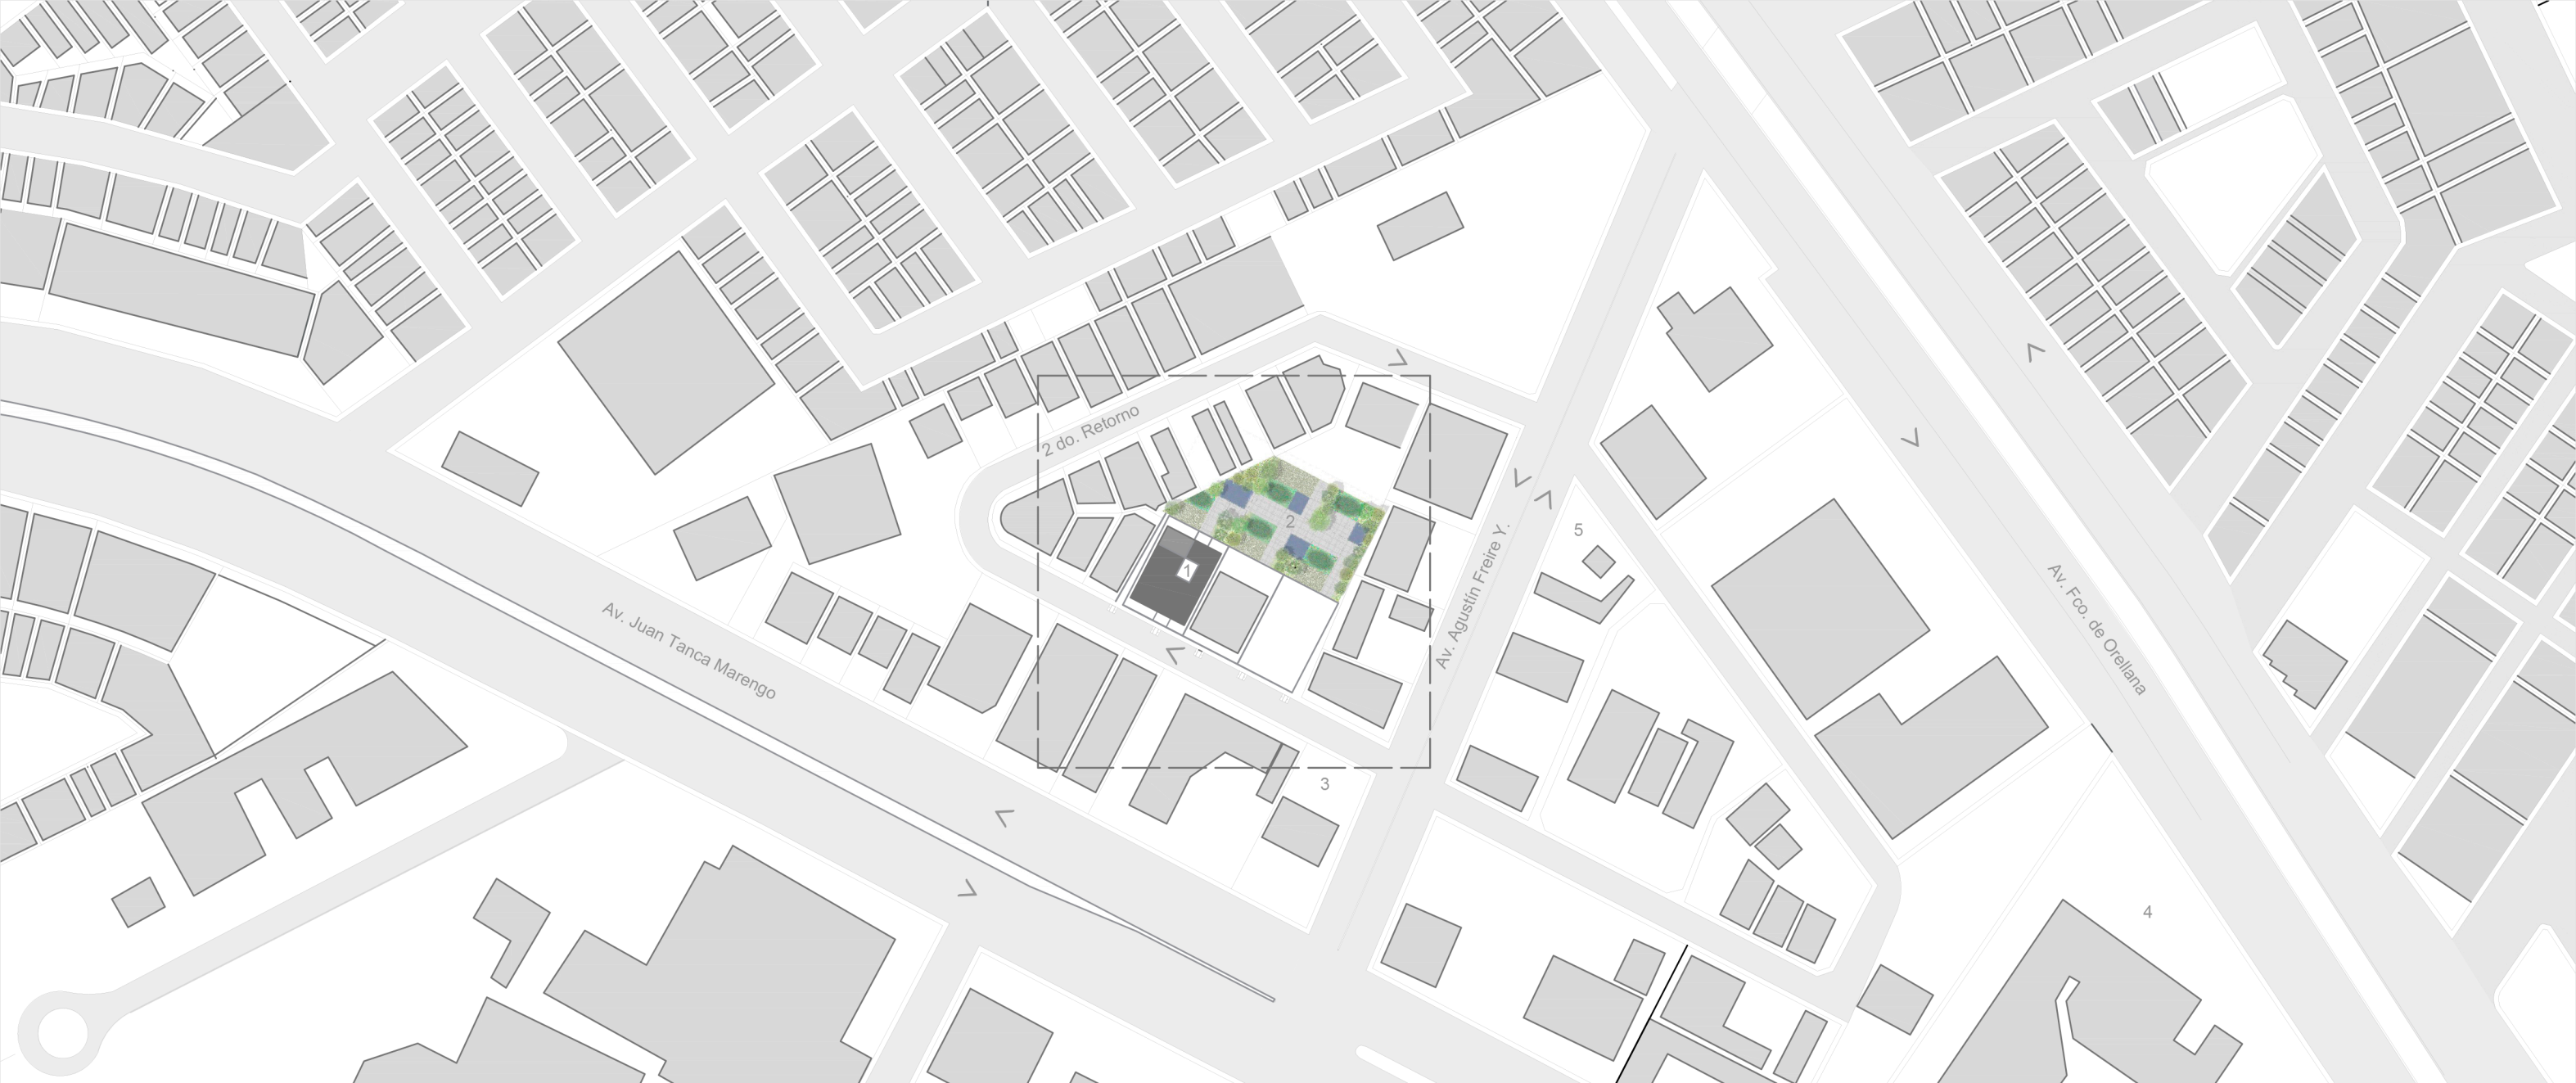 2 do. Retorno
2
5
1
Av. Agustín Freire Y.
Av. Juan Tanca Marengo
Av. Fco. de Orellana
3
4